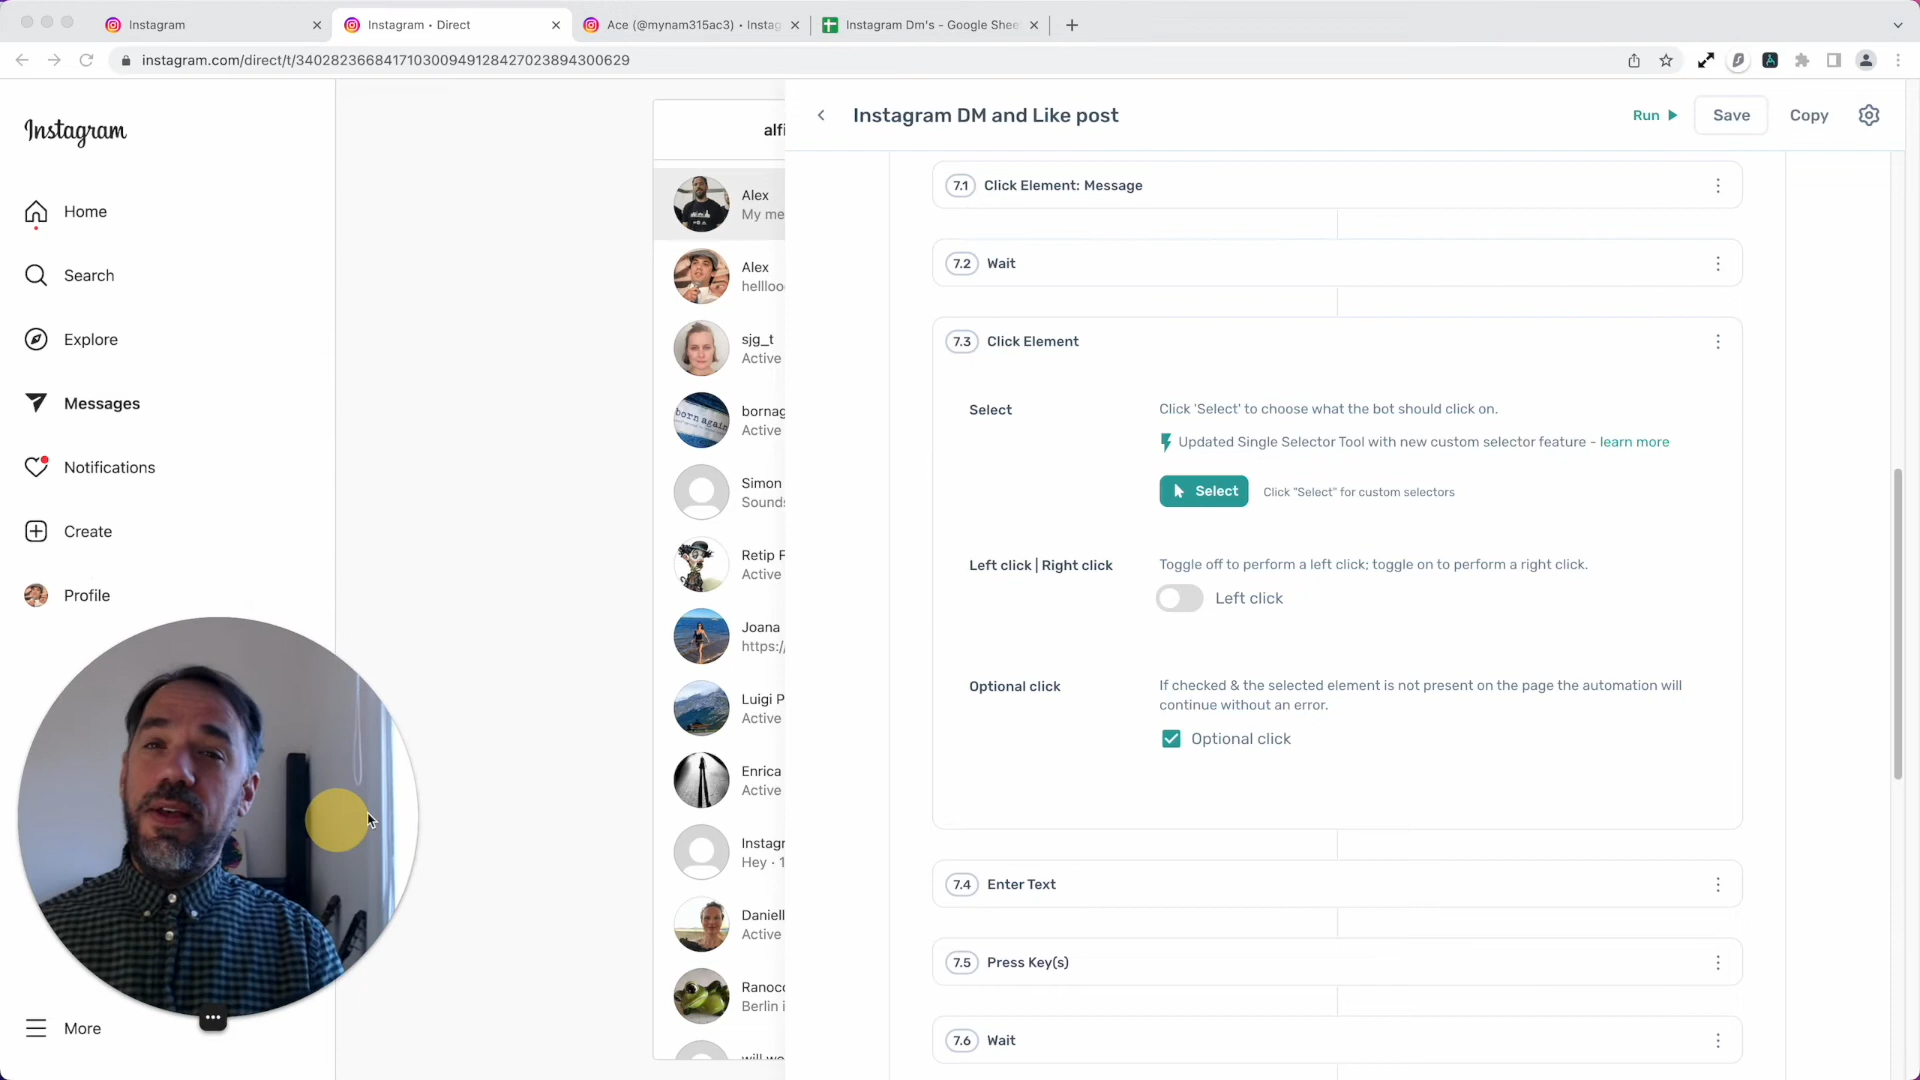 Instagram
Instagram • Direct
Ace (@mynam315ac3) • Instag
Instagram Dm's - Google Shee
instagram.com/direct/t/340282366841710300949128427023894300629
Instagram
Home
Search
Explore
Messages
Notifications
Create
Profile
More
alfi
Alex
My me
Alex
helloo
sjg_t
Active
bornag
Active
born again
Simon
Sounds
Retip F
Active
Joana
https:/
Luigi P
Active
Enrica
Active
Instagr
Hey · 1
Daniell
Active
Ranoco
Berlin i
Instagram DM and Like post
Run
Save
Copy
7.1 Click Element: Message
7.2 Wait
7.3 Click Element
Select
Click 'Select' to choose what the bot should click on.
Updated Single Selector Tool with new custom selector feature - learn more
Select
Click "Select" for custom selectors
Left click | Right click
Toggle off to perform a left click; toggle on to perform a right click.
Left click
Optional click
If checked & the selected element is not present on the page the automation will
continue without an error.
Optional click
7.4 Enter Text
7.5 Press Key(s)
7.6 Wait